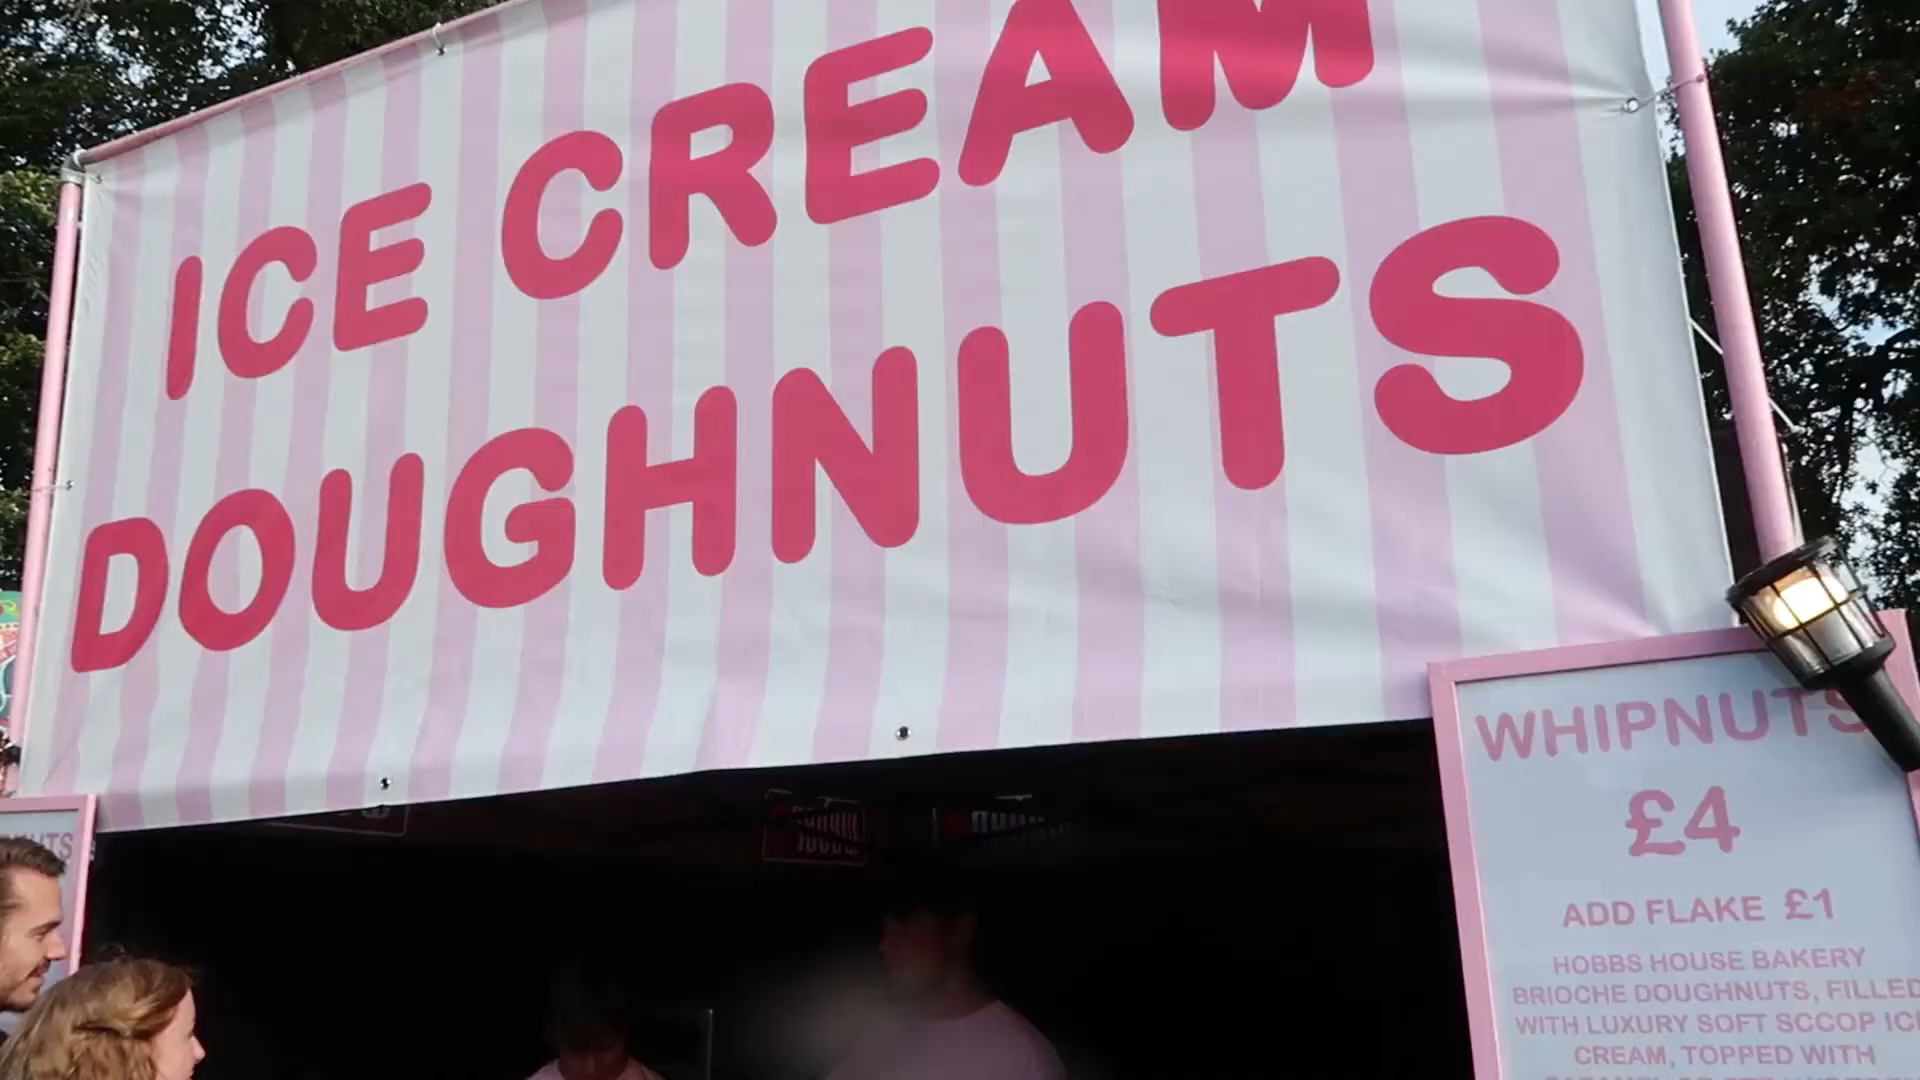 ICE CREAM
DOUGHNUTS
WHIPNUTS
£4
ADD FLAKE £1
HOBBS HOUSE BAKERY
BRIOCHE DOUGHNUTS, FILLED
WITH LUXURY SOFT SCCOP ICE
CREAM, TOPPED WITH